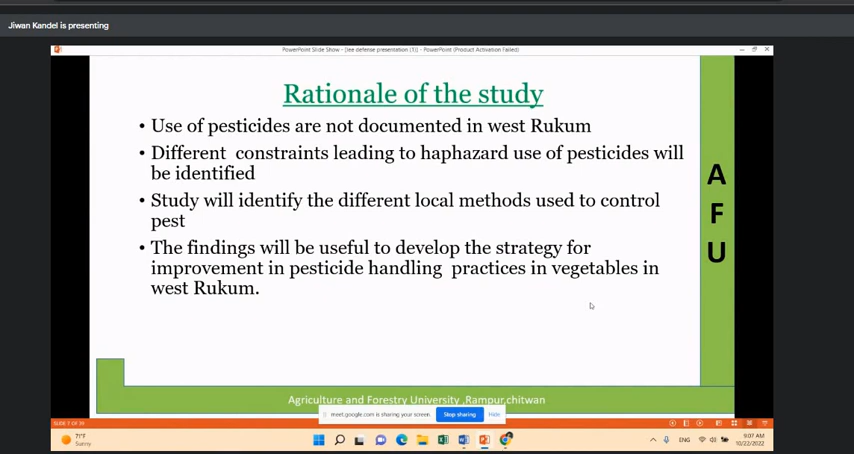 Jiwan Kandel is presenting
PowerPoint Slide Show - [iee defense presentation (1)] - PowerPoint (Product Activation Failed)
Rationale of the study
• Use of pesticides are not documented in west Rukum
• Different constraints leading to haphazard use of pesticides will
be identified
• Study will identify the different local methods used to control
pest
• The findings will be useful to develop the strategy for
improvement in pesticide handling practices in vegetables in
west Rukum.
A
F
U
Agriculture and Forestry University ,Rampur,chitwan
meet.google.com is sharing your screen.
Stop sharing
Hide
71°F
Sunny
ENG
9:07 AM
10/22/2022